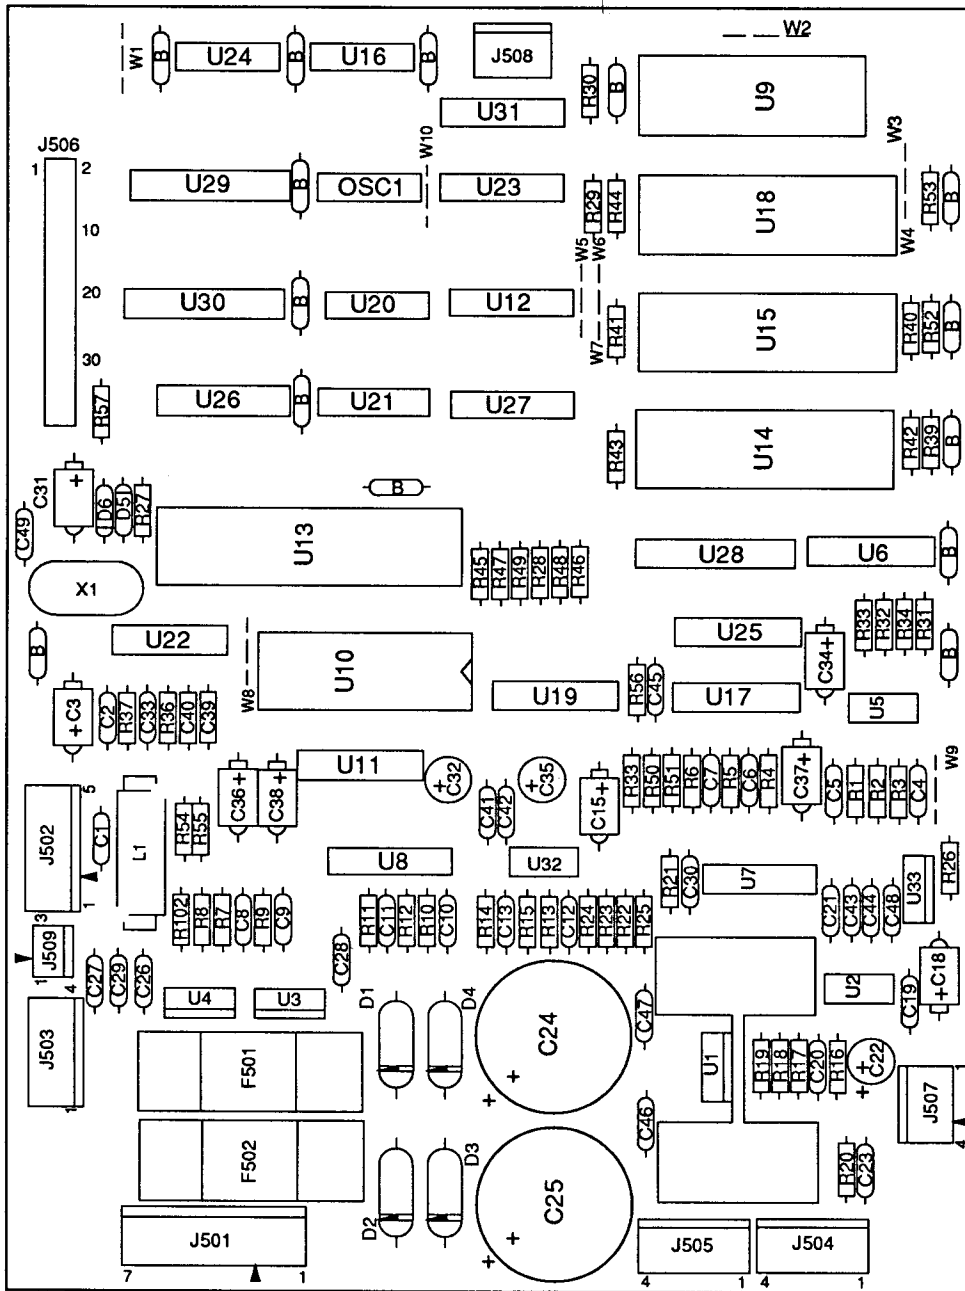 W2
W1
B
U24
B
U16
B
J508
R30
B
U9
U31
W10
W3
J506
1
2
U29
B
OSC1
U23
R29
R44
U18
R53
B
10
W5
W6
W4
20
U30
B
U20
U12
W7
R41
U15
R40
R52
B
30
R57
U26
B
U21
U27
R43
U14
R42
R39
B
C31
+
D6
D5
R27
B
C49
U13
R45
R47
R49
R28
R48
R46
U28
U6
B
X1
B
U22
W8
U10
U25
C34+
R33
R32
R34
R31
B
+C3
C2
R37
C33
R36
C40
C39
U19
R56
C45
U17
U5
U11
C36+
C38+
+C32
+C35
C41
C42
C15+
R33
R50
R51
R6
C7
R5
C6
R4
C37+
C5
R1
R2
R3
C4
W9
J502
5
1
C1
L1
R54
R55
U8
U32
R21
C30
U7
U33
R26
3
J509
1
R102
R8
R7
C8
R9
C9
R11
C11
R12
R10
C10
R14
C13
R15
R13
C12
R24
R23
R22
R25
C21
C43
C44
C48
C28
C27
C29
C26
4
J503
1
U4
U3
D1
D4
C24
+
+
C47
U2
C19
+C18
F501
U1
R19
R18
R17
C20
R16
+C22
+
1
J507
4
C46
F502
D3
D2
C25
+
+
R20
C23
J501
7
1
J505
4
1
J504
4
1